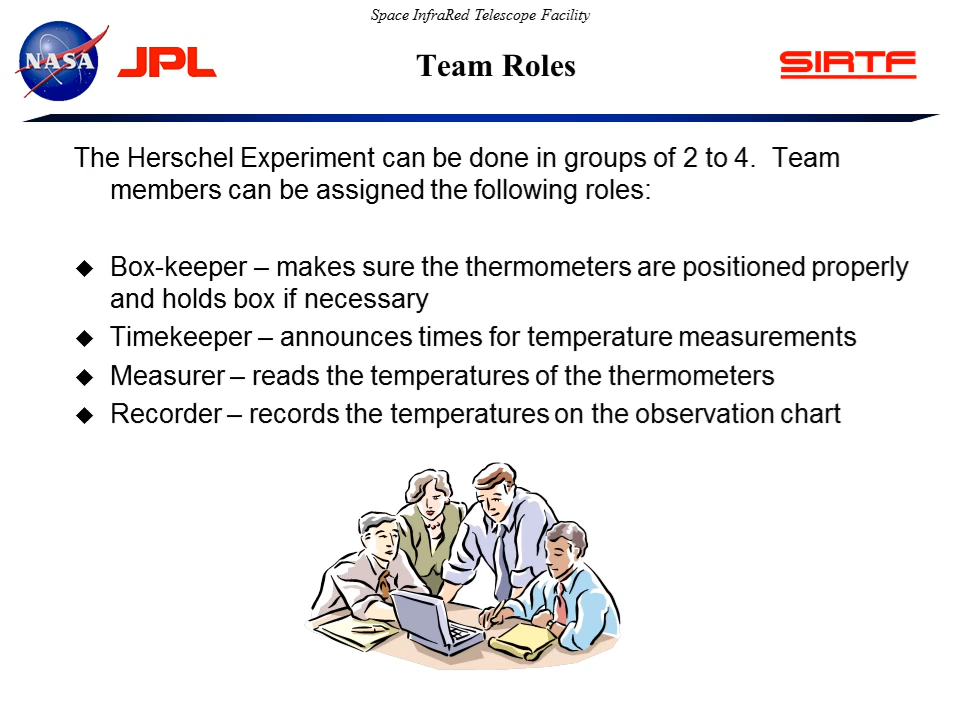 Space InfraRed Telescope Facility
NASA JPL Team Roles SIRTF
The Herschel Experiment can be done in groups of 2 to 4.  Team
members can be assigned the following roles:
◆ Box-keeper – makes sure the thermometers are positioned properly
and holds box if necessary
◆ Timekeeper – announces times for temperature measurements
◆ Measurer – reads the temperatures of the thermometers
◆ Recorder – records the temperatures on the observation chart